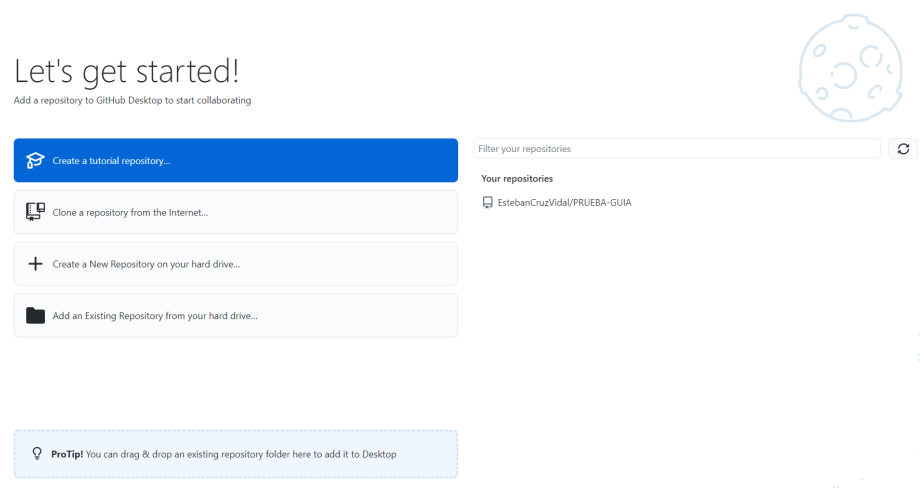 Let's get started!
Add a repository to GitHub Desktop to start collaborating
Create a tutorial repository...
Clone a repository from the Internet...
Create a New Repository on your hard drive...
Add an Existing Repository from your hard drive...
ProTip! You can drag & drop an existing repository folder here to add it to Desktop
Filter your repositories
Your repositories
EstebanCruzVidal/PRUEBA-GUIA